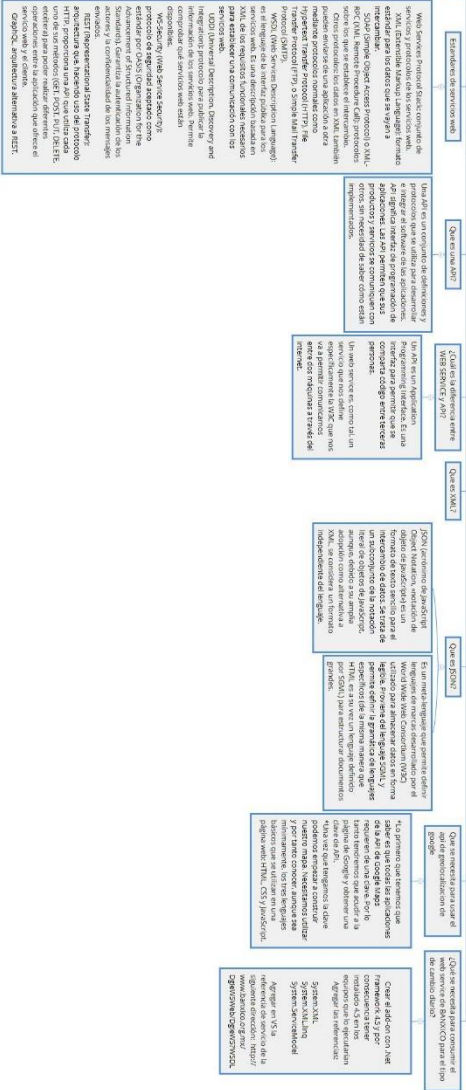 Estándares de servicios web
Web Services Protocol Stack: conjunto de
servicios y protocolos de los servicios web.
XML (Extensible Markup Language): formato
estándar para los datos que se vayan a
intercambiar.
SOAP (Simple Object Access Protocol) o XML-
RPC (XML Remote Procedure Call): protocolos
sobre los que se establece el intercambio.
Otros protocolos: los datos en XML también
pueden enviarse de una aplicación a otra
mediante protocolos normales como
Hypertext Transfer Protocol (HTTP), File
Transfer Protocol (FTP), o Simple Mail Transfer
Protocol (SMTP).
WSDL (Web Services Description Language):
es el lenguaje de la interfaz pública para los
servicios web. Es una descripción basada en
XML de los requisitos funcionales necesarios
para establecer una comunicación con los
servicios web.
UDDI (Universal Description, Discovery and
Integration): protocolo para publicar la
información de los servicios web. Permite
comprobar qué servicios web están
disponibles.
WS-Security (Web Service Security):
protocolo de seguridad aceptado como
estándar por OASIS (Organization for the
Advancement of Structured Information
Standards). Garantiza la autenticación de los
actores y la confidencialidad de los mensajes
enviados.
REST (Representational State Transfer):
arquitectura que, haciendo uso del protocolo
HTTP, proporciona una API que utiliza cada
uno de sus métodos (GET, POST, PUT, DELETE,
etcétera) para poder realizar diferentes
operaciones entre la aplicación que ofrece el
servicio web y el cliente.
GraphQL, arquitectura alternativa a REST.
Que es una API?
Una API es un conjunto de definiciones y
protocolos que se utiliza para desarrollar
e integrar el software de las aplicaciones.
API significa interfaz de programación de
aplicaciones. Las API permiten que sus
productos y servicios se comuniquen con
otros, sin necesidad de saber cómo están
implementados.
¿Cuál es la diferencia entre
WEB SERVICE y API?
Un API es un Application
Programming Interface. Es una
interfaz para permitir que se
comparta código entre terceras
personas.
Un web service es, como tal, un
servicio que nos define
específicamente la W3C que nos
va a permitir comunicarnos
entre dos máquinas a través del
internet.
Que es XML?
Que es JSON?
JSON (acrónimo de JavaScript
Object Notation, «notación de
objeto de JavaScript») es un
formato de texto sencillo para el
intercambio de datos. Se trata de
un subconjunto de la notación
literal de objetos de JavaScript,
aunque, debido a su amplia
adopción como alternativa a
XML, se considera un formato
independiente del lenguaje.
Es un meta-lenguaje que permite definir
lenguajes de marcas desarrollado por el
World Wide Web Consortium (W3C)
utilizado para almacenar datos en forma
legible. Proviene del lenguaje SGML y
permite definir la gramática de lenguajes
específicos (de la misma manera que
HTML es a su vez un lenguaje definido
por SGML) para estructurar documentos
grandes.
Que se necesita para usar el
api de geolocalizacion de
google
*Lo primero que tenemos que
saber es que todas las aplicaciones
de la API de Google Maps
requieren de una clave. Por lo
tanto tendremos que acudir a la
página de Google y obtener una
clave de API.
*Una vez que tengamos la clave
podemos empezar a construir
nuestro mapa. Necesitamos utilizar
y por tanto conocer, aunque sea
mínimamente, los tres lenguajes
básicos que se utilizan en una
página web: HTML, CSS y JavaScript.
¿Qué se necesita para consumir el
web service de BANXICO para el tipo
de cambio diario?
Crear el add-on con .Net
Framework 4.5 y por
consecuencia tener
instalado 4.5 en los
equipos que lo ejecutarían
Agregar las referencias:
System.XML
System.XML.linq
System.ServiceModel
Agregar en VS la
referencia de servicio de la
siguiente dirección: http://
www.banxico.org.mx/
DgieWSWeb/DgieWS?WSDL